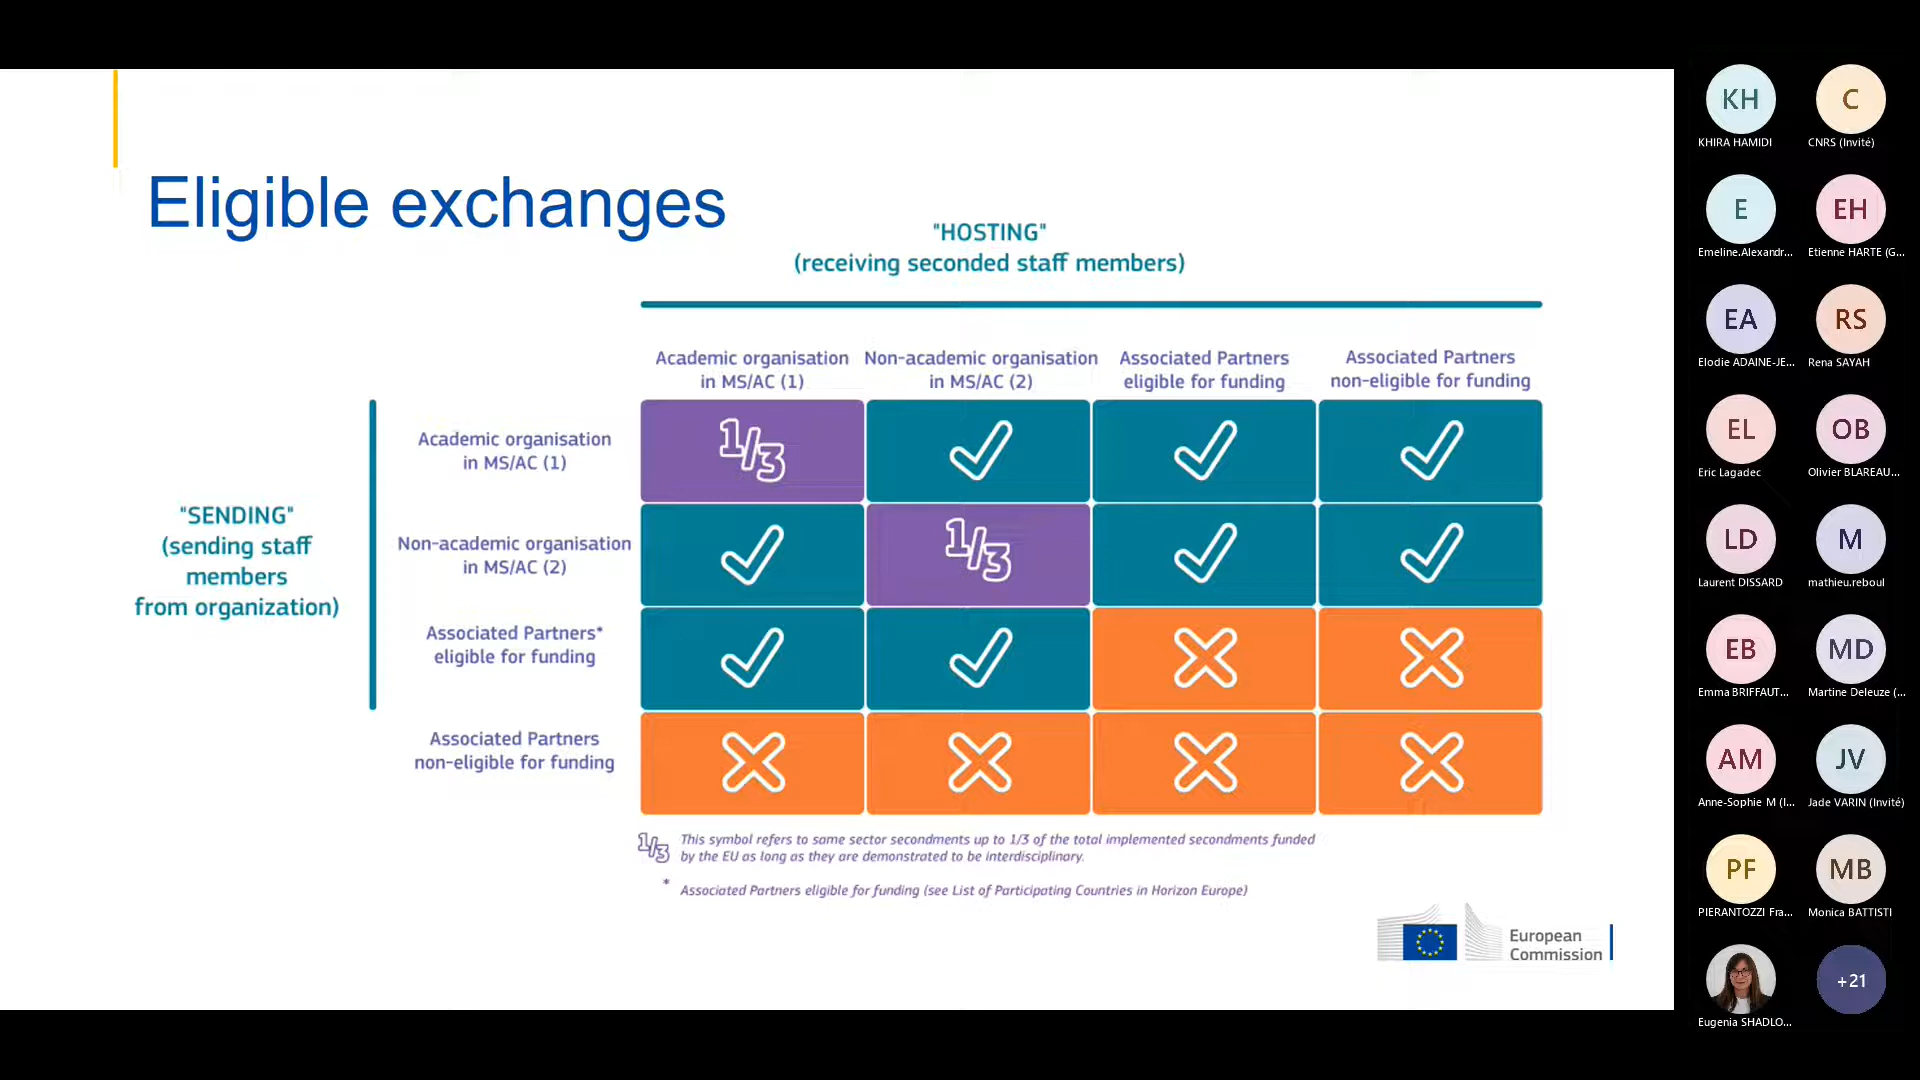 Eligible exchanges
"HOSTING"
(receiving seconded staff members)
Academic organisation
in MS/AC (1)
Non-academic organisation
in MS/AC (2)
Associated Partners
eligible for funding
Associated Partners
non-eligible for funding
"SENDING"
(sending staff
members
from organization)
Academic organisation
in MS/AC (1)
1/3
Non-academic organisation
in MS/AC (2)
1/3
Associated Partners*
eligible for funding
Associated Partners
non-eligible for funding
1/3 This symbol refers to same sector secondments up to 1/3 of the total implemented secondments funded
by the EU as long as they are demonstrated to be interdisciplinary.
* Associated Partners eligible for funding (see List of Participating Countries in Horizon Europe)
European
Commission
KH
KHIRA HAMIDI
C
CNRS (Invité)
E
Emeline.Alexandr...
EH
Etienne HARTE (G...
EA
Elodie ADAINE-JE...
RS
Rena SAYAH
EL
Eric Lagadec
OB
Olivier BLAREAU...
LD
Laurent DISSARD
M
mathieu.reboul
EB
Emma BRIFFAUT...
MD
Martine Deleuze (...
AM
Anne-Sophie M (I...
JV
Jade VARIN (Invité)
PF
PIERANTOZZI Fra...
MB
Monica BATTISTI
Eugenia SHADLO...
+21